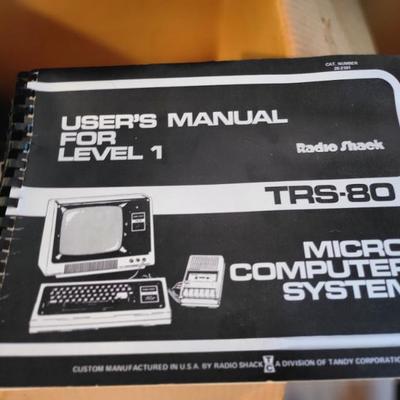 CAT. NUMBER
USER'S MANUAL
FOR
LEVEL 1
Radio Shack
TRS-80
MICRO
COMPUTER
SYSTEM
CUSTOM MANUFACTURED IN U.S.A. BY RADIO SHACK A DIVISION OF TANDY CORPORATION